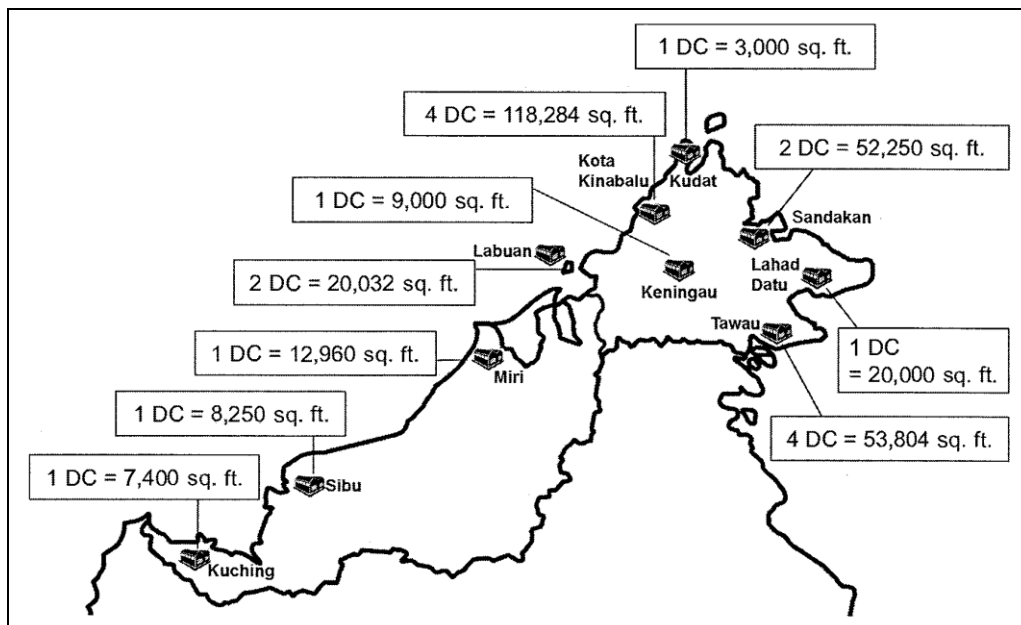 1 DC = 3,000 sq. ft.
4 DC = 118,284 sq. ft.
Kota
Kinabalu
Kudat
2 DC = 52,250 sq. ft.
1 DC = 9,000 sq. ft.
Sandakan
Labuan
Lahad
Datu
2 DC = 20,032 sq. ft.
Keningau
Tawau
1 DC = 12,960 sq. ft.
Miri
1 DC
= 20,000 sq. ft.
1 DC = 8,250 sq. ft.
4 DC = 53,804 sq. ft.
1 DC = 7,400 sq. ft.
Sibu
Kuching